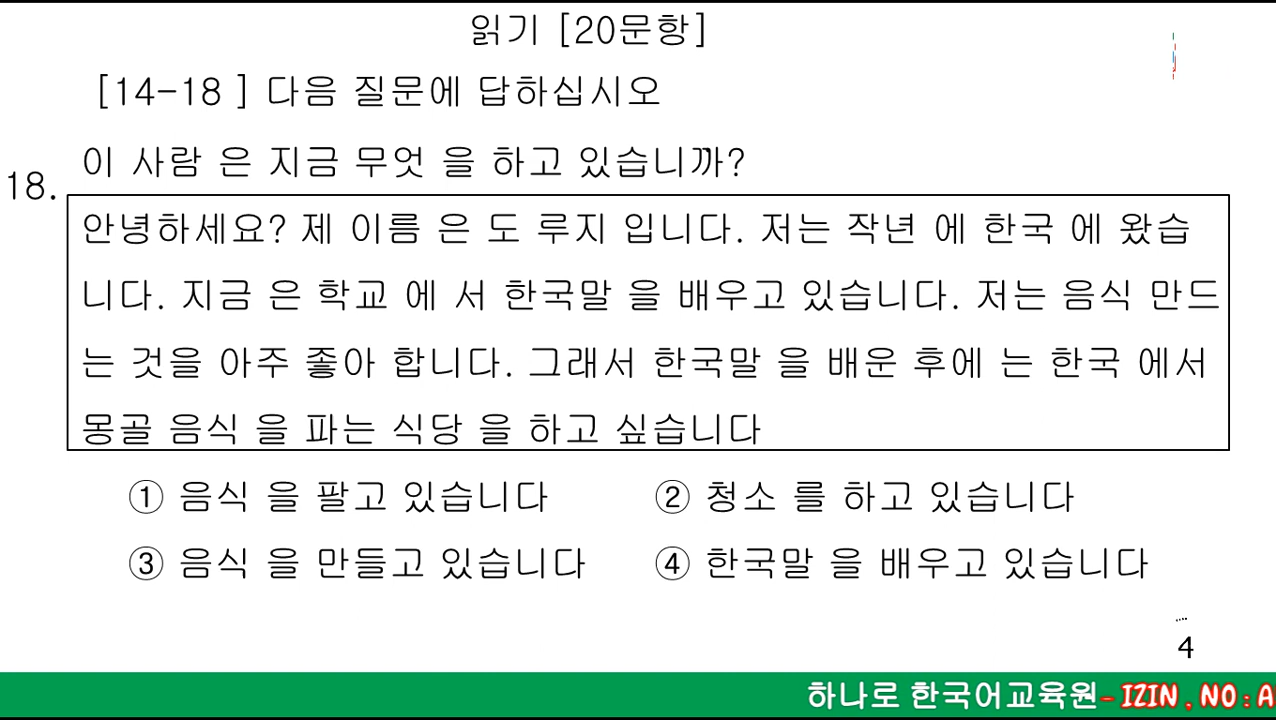 읽기 [20문항]
[14-18 ] 다음 질문에 답하십시오
18. 이 사람 은 지금 무엇 을 하고 있습니까?
안녕하세요? 제 이름 은 도 루지 입니다. 저는 작년 에 한국 에 왔습
니다. 지금 은 학교 에 서 한국말 을 배우고 있습니다. 저는 음식 만드
는 것을 아주 좋아 합니다. 그래서 한국말 을 배운 후에 는 한국 에서
몽골 음식 을 파는 식당 을 하고 싶습니다
① 음식 을 팔고 있습니다 ② 청소 를 하고 있습니다
③ 음식 을 만들고 있습니다 ④ 한국말 을 배우고 있습니다
4
하나로 한국어교육원- IZIN . NO : A